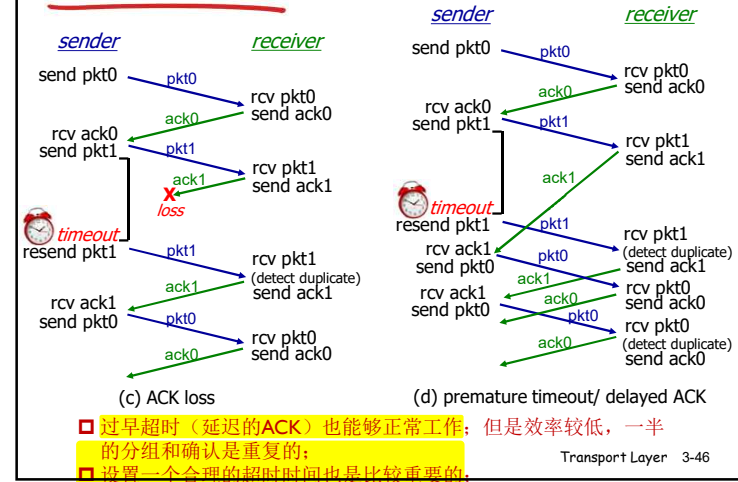 sender receiver
send pkt0
pkt0
rcv pkt0
send ack0
ack0
rcv ack0
send pkt1
pkt1
rcv pkt1
send ack1
ack1
X
loss
timeout
resend pkt1
pkt1
rcv pkt1
(detect duplicate)
send ack1
ack1
rcv ack1
send pkt0
pkt0
rcv pkt0
send ack0
ack0
(c) ACK loss
sender receiver
send pkt0
pkt0
rcv pkt0
send ack0
ack0
rcv ack0
send pkt1
pkt1
rcv pkt1
send ack1
ack1
timeout
resend pkt1
pkt1
rcv pkt1
(detect duplicate)
send ack1
rcv ack1
send pkt0
pkt0
ack1
rcv pkt0
send ack0
rcv ack1
send pkt0
ack0
pkt0
rcv pkt0
(detect duplicate)
send ack0
ack0
(d) premature timeout/ delayed ACK
过早超时（延迟的ACK）也能够正常工作；但是效率较低，一半
的分组和确认是重复的；
设置一个合理的超时时间也是比较重要的；
Transport Layer 3-46